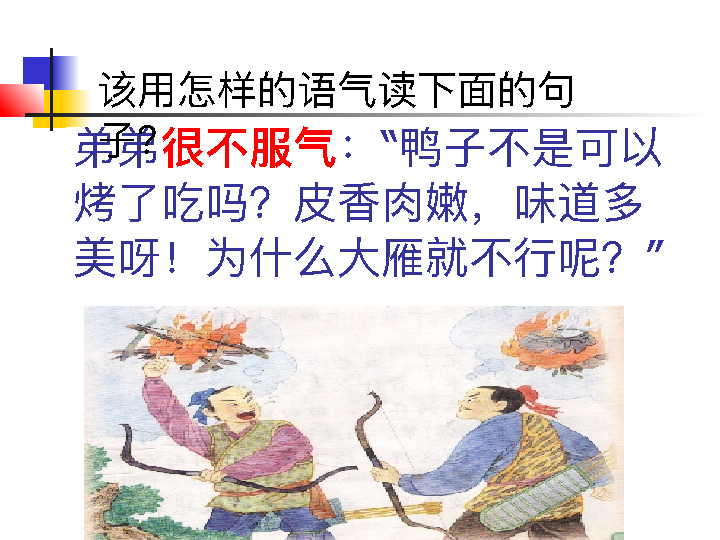 该用怎样的语气读下面的句
子？
弟弟很不服气：“鸭子不是可以
烤了吃吗？皮香肉嫩，味道多
美呀！为什么大雁就不行呢？”